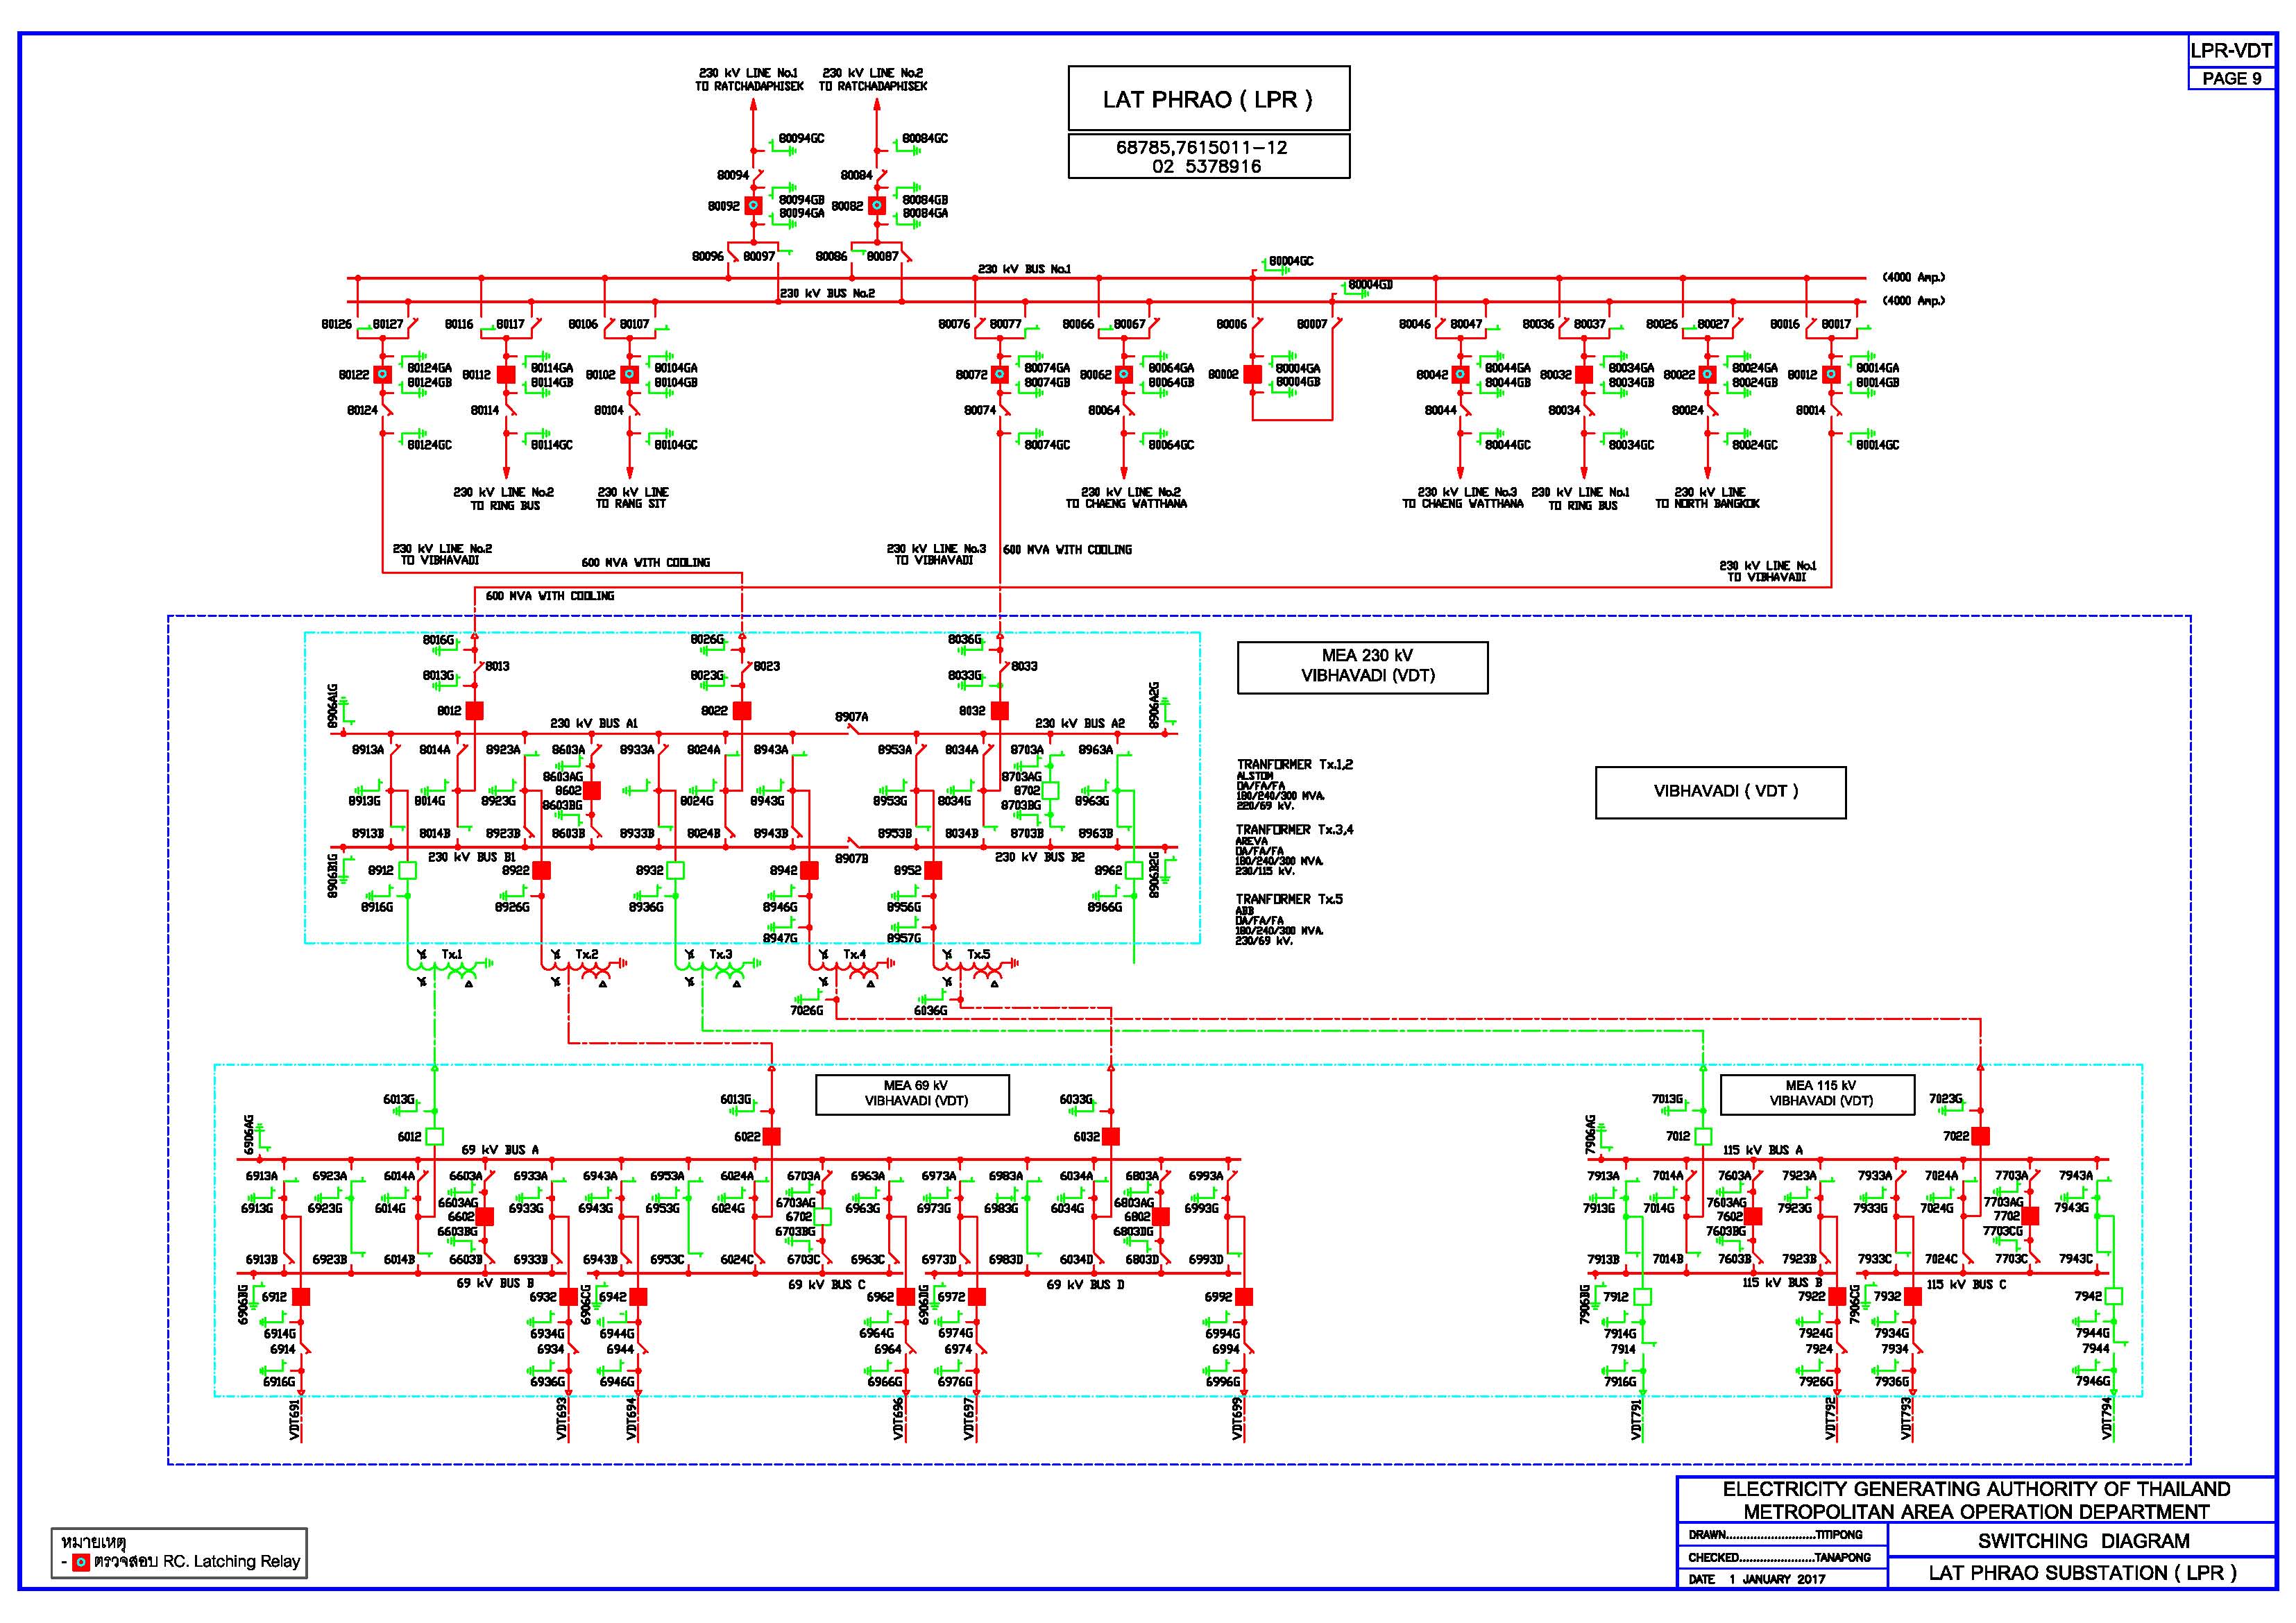 LPR-VDT
PAGE 9
230 kV LINE No.1
TO RATCHADAPHISEK
230 kV LINE No.2
TO RATCHADAPHISEK
LAT PHRAO ( LPR )
68785,7615011-12
02 5378916
80094GC
80084GC
80094
80084
80094GB
80084GB
80092
80082
80094GA
80084GA
80096
80097
80086
80087
80004GC
230 kV BUS No.1
(4000 Amp.)
80004GD
230 kV BUS No.2
(4000 Amp.)
80126
80127
80116
80117
80106
80107
80076
80077
80066
80067
80006
80007
80046
80047
80036
80037
80026
80027
80016
80017
80124GA
80114GA
80104GA
80074GA
80064GA
80004GA
80044GA
80034GA
80024GA
80014GA
80122
80112
80102
80072
80062
80002
80042
80032
80022
80012
80124GB
80114GB
80104GB
80074GB
80064GB
80004GB
80044GB
80034GB
80024GB
80014GB
80124
80114
80104
80074
80064
80044
80034
80024
80014
80124GC
80114GC
80104GC
80074GC
80064GC
80044GC
80034GC
80024GC
80014GC
230 kV LINE No.2
TO RING BUS
230 kV LINE
TO RANG SIT
230 kV LINE No.2
TO CHAENG WATTHANA
230 kV LINE No.3
TO CHAENG WATTHANA
230 kV LINE No.1
TO RING BUS
230 kV LINE
TO NORTH BANGKOK
230 kV LINE No.2
TO VIBHAVADI
600 MVA WITH COOLING
230 kV LINE No.3
TO VIBHAVADI
600 MVA WITH COOLING
230 kV LINE No.1
TO VIBHAVADI
600 MVA WITH COOLING
8016G
8026G
8036G
8013
8023
8033
8013G
8023G
8033G
8906A1G
8906A2G
8012
8022
8032
MEA 230 kV
VIBHAVADI (VDT)
230 kV BUS A1
8907A
230 kV BUS A2
8913A
8014A
8923A
8603A
8933A
8024A
8943A
8953A
8034A
8703A
8963A
8603AG
8703AG
8602
8702
8913G
8014G
8923G
8024G
8943G
8953G
8034G
8963G
8603BG
8703BG
8913B
8014B
8923B
8603B
8933B
8024B
8943B
8953B
8034B
8703B
8963B
230 kV BUS B1
8907B
230 kV BUS B2
8906B1G
8906B2G
8912
8922
8932
8942
8952
8962
8916G
8926G
8936G
8946G
8956G
8966G
8947G
8957G
TRANFORMER Tx.1,2
ALSTOM
OA/FA/FA
180/240/300 MVA.
220/69 kV.
TRANFORMER Tx.3,4
AREVA
OA/FA/FA
180/240/300 MVA.
230/115 kV.
TRANFORMER Tx.5
ABB
OA/FA/FA
180/240/300 MVA.
230/69 kV.
VIBHAVADI ( VDT )
Tx.1
Tx.2
Tx.3
Tx.4
Tx.5
7026G
6036G
MEA 69 kV
VIBHAVADI (VDT)
MEA 115 kV
VIBHAVADI (VDT)
6013G
6013G
6033G
7013G
7023G
6906AG
7906AG
6012
6022
6032
7012
7022
69 kV BUS A
115 kV BUS A
6913A
6923A
6014A
6603A
6933A
6943A
6953A
6024A
6703A
6963A
6973A
6983A
6034A
6803A
6993A
7913A
7014A
7603A
7923A
7933A
7024A
7703A
7943A
6603AG
6703AG
6803AG
7603AG
7703AG
6913G
6923G
6014G
6602
6933G
6943G
6953G
6024G
6702
6963G
6973G
6983G
6034G
6802
6993G
7913G
7014G
7602
7923G
7933G
7024G
7702
7943G
6603BG
6703BG
6803DG
7603BG
7703CG
6913B
6923B
6014B
6603B
6933B
6943B
6953C
6024C
6703C
6963C
6973D
6983D
6034D
6803D
6993D
7913B
7014B
7603B
7923B
7933C
7024C
7703C
7943C
69 kV BUS B
69 kV BUS C
69 kV BUS D
115 kV BUS B
115 kV BUS C
6906BG
6906CG
7906BG
7906CG
6912
6932
6942
6962
6972
6992
7912
7922
7932
7942
6914G
6934G
6944G
6964G
6974G
6994G
7914G
7924G
7934G
7944G
6914
6934
6944
6964
6974
6994
7914
7924
7934
7944
6916G
6936G
6946G
6966G
6976G
6996G
7916G
7926G
7936G
7946G
VDT691
VDT693
VDT694
VDT696
VDT697
VDT699
VDT791
VDT792
VDT793
VDT794
หมายเหตุ
- ตรวจสอบ RC. Latching Relay
ELECTRICITY GENERATING AUTHORITY OF THAILAND
METROPOLITAN AREA OPERATION DEPARTMENT
DRAWN..........................TITIPONG
CHECKED......................TANAPONG
DATE 1 JANUARY 2017
SWITCHING DIAGRAM
LAT PHRAO SUBSTATION ( LPR )